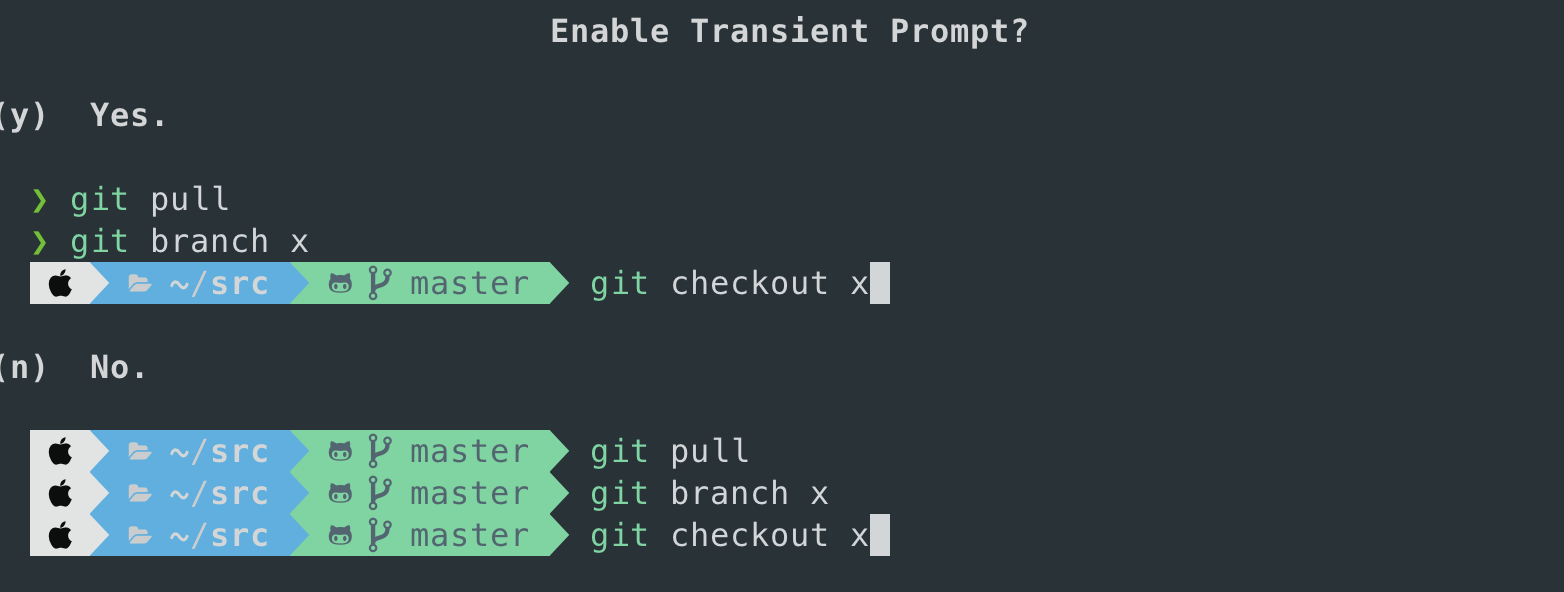 Enable Transient Prompt?
(y) Yes.
❯ git pull
❯ git branch x
~/src master git checkout x
(n) No.
~/src master git pull
~/src master git branch x
~/src master git checkout x